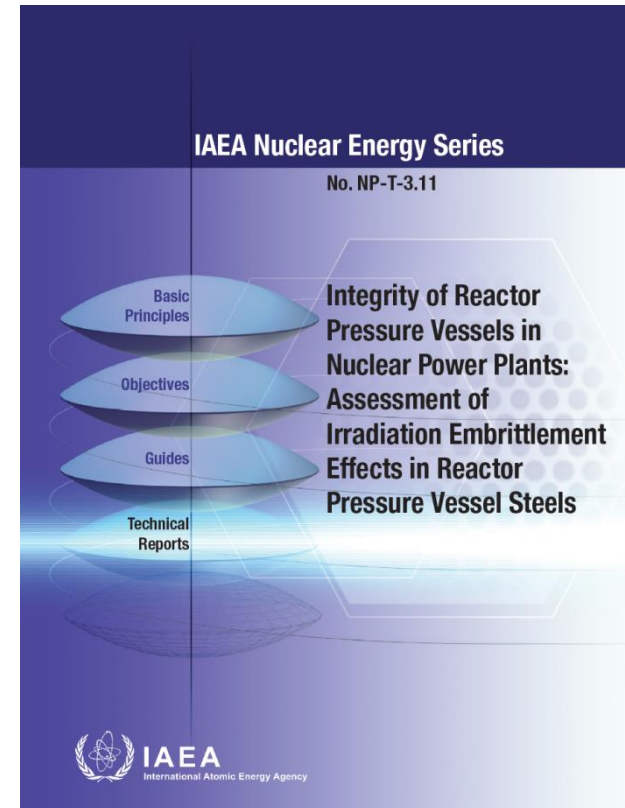 IAEA Nuclear Energy Series
No. NP-T-3.11
Basic
Principles
Objectives
Guides
Technical
Reports
Integrity of Reactor
Pressure Vessels in
Nuclear Power Plants:
Assessment of
Irradiation Embrittlement
Effects in Reactor
Pressure Vessel Steels
IAEA
International Atomic Energy Agency